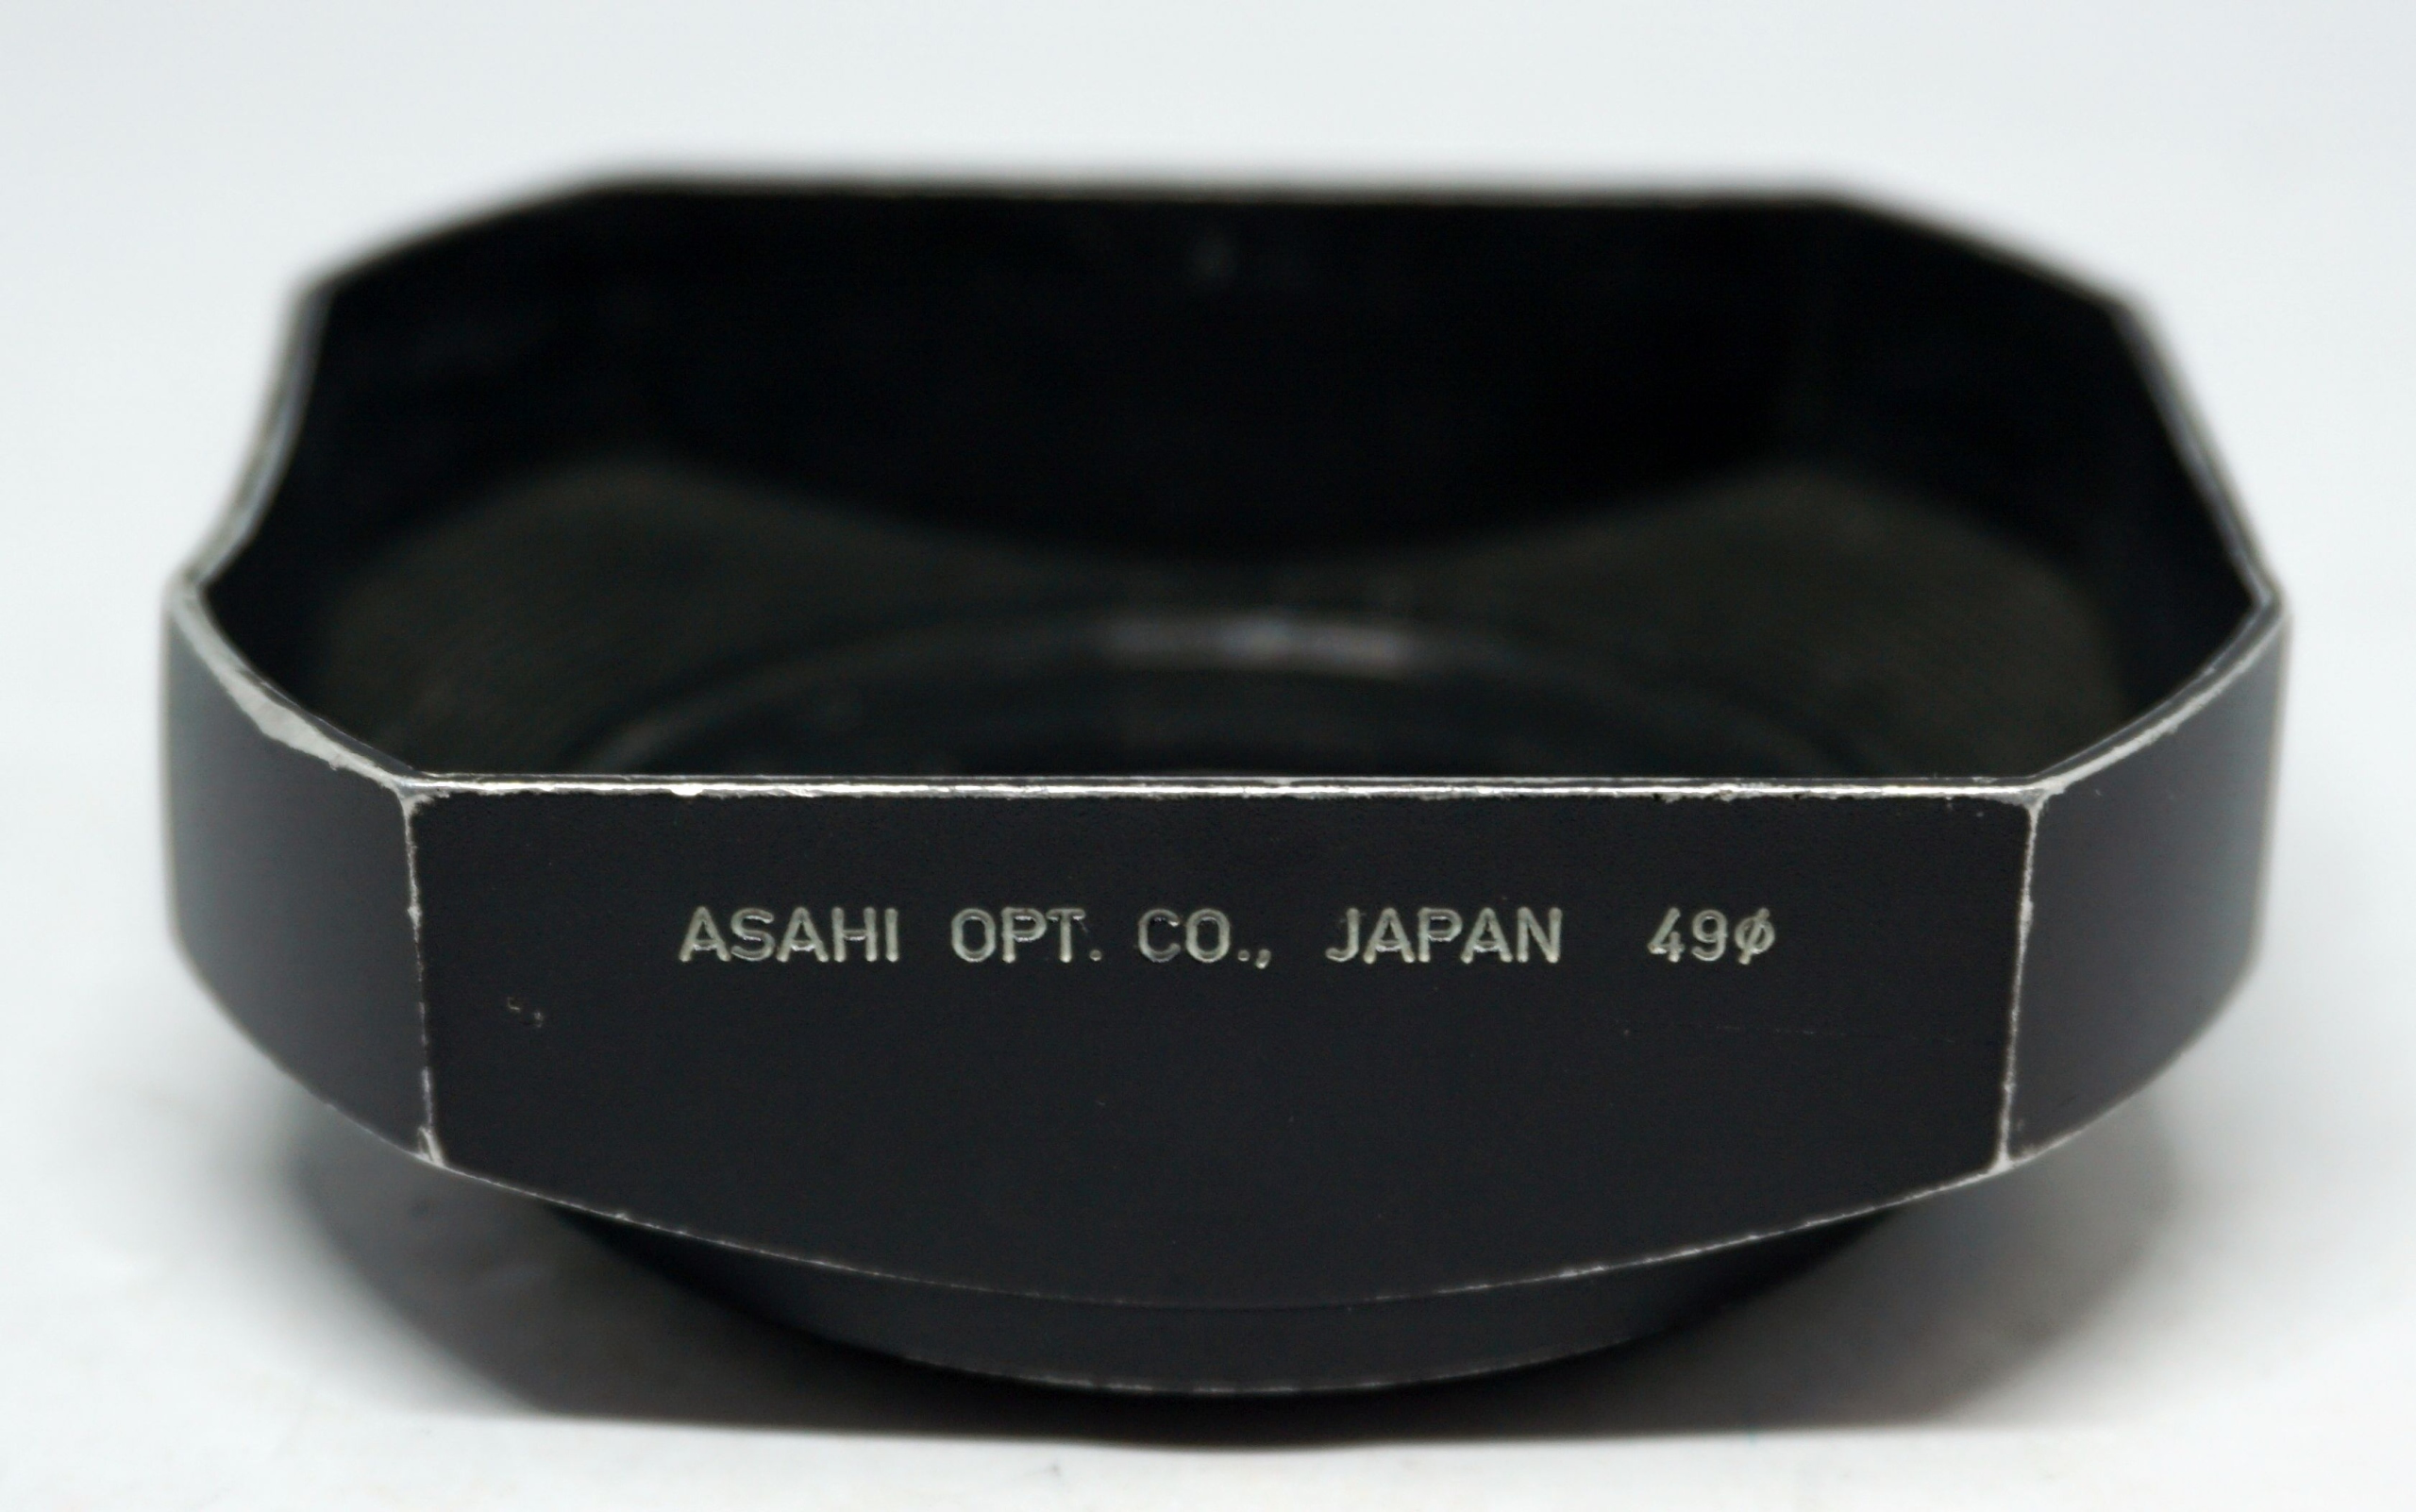 ASAHI OPT. CO., JAPAN 49φ